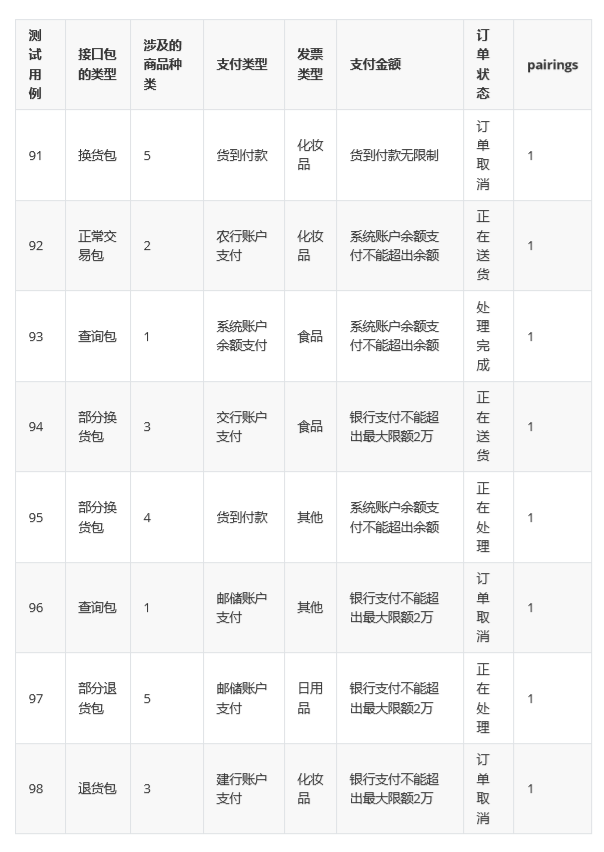 测试用例 接口包的类型 涉及的商品种类 支付类型 发票类型 支付金额 订单状态 pairings
91 换货包 5 货到付款 化妆品 货到付款无限制 订单取消 1
92 正常交易包 2 农行账户支付 化妆品 系统账户余额支付不能超出余额 正在送货 1
93 查询包 1 系统账户余额支付 食品 系统账户余额支付不能超出余额 处理完成 1
94 部分换货包 3 交行账户支付 食品 银行支付不能超出最大限额2万 正在送货 1
95 部分换货包 4 货到付款 其他 系统账户余额支付不能超出余额 正在处理 1
96 查询包 1 邮储账户支付 其他 银行支付不能超出最大限额2万 订单取消 1
97 部分退货包 5 邮储账户支付 日用品 银行支付不能超出最大限额2万 正在处理 1
98 退货包 3 建行账户支付 化妆品 银行支付不能超出最大限额2万 订单取消 1